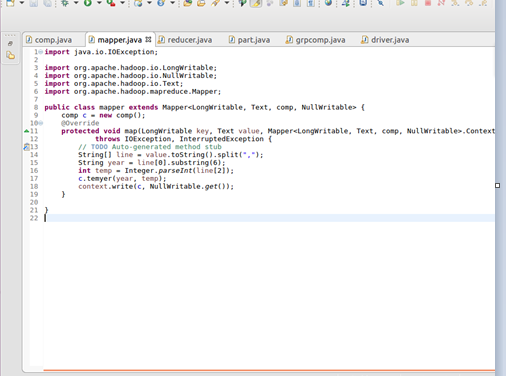 comp.java mapper.java reducer.java part.java grpcomp.java driver.java
1 import java.io.IOException;
2
3 import org.apache.hadoop.io.LongWritable;
4 import org.apache.hadoop.io.NullWritable;
5 import org.apache.hadoop.io.Text;
6 import org.apache.hadoop.mapreduce.Mapper;
7
8 public class mapper extends Mapper<LongWritable, Text, comp, NullWritable> {
9 comp c = new comp();
10 @Override
11 protected void map(LongWritable key, Text value, Mapper<LongWritable, Text, comp, NullWritable>.Context
12 throws IOException, InterruptedException {
13 // TODO Auto-generated method stub
14 String[] line = value.toString().split(",");
15 String year = line[0].substring(6);
16 int temp = Integer.parseInt(line[2]);
17 c.temyer(year, temp);
18 context.write(c, NullWritable.get());
19 }
20
21 }
22